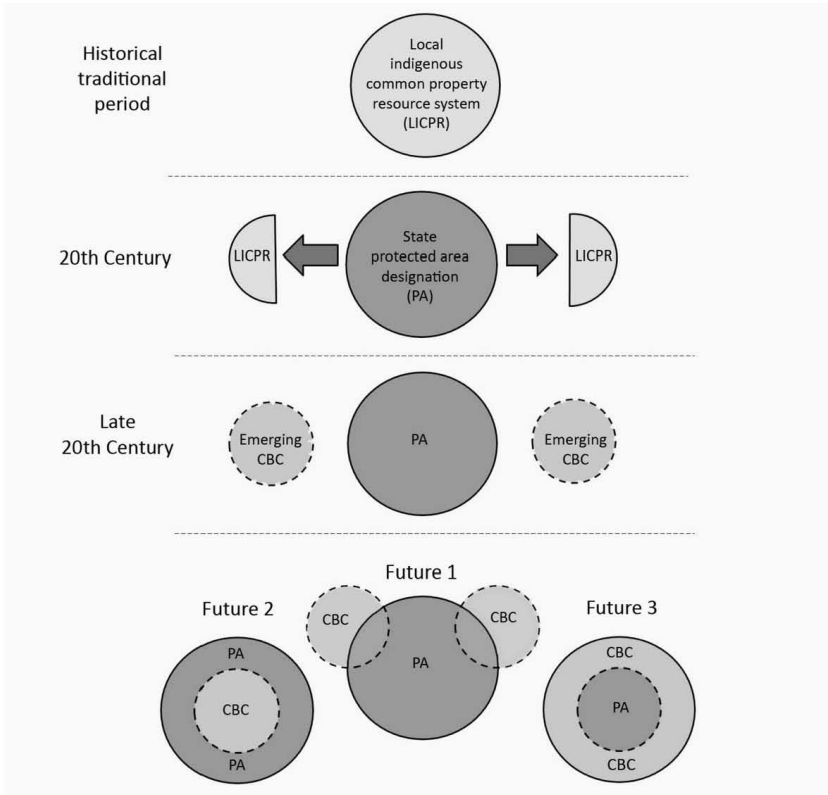 Historical
traditional
period
Local
indigenous
common property
resource system
(LICPR)
20th Century
LICPR
State
protected area
designation
(PA)
LICPR
Late
20th Century
Emerging
CBC
PA
Emerging
CBC
Future 1
Future 2
Future 3
CBC
CBC
PA
PA
CBC
PA
CBC
PA
CBC